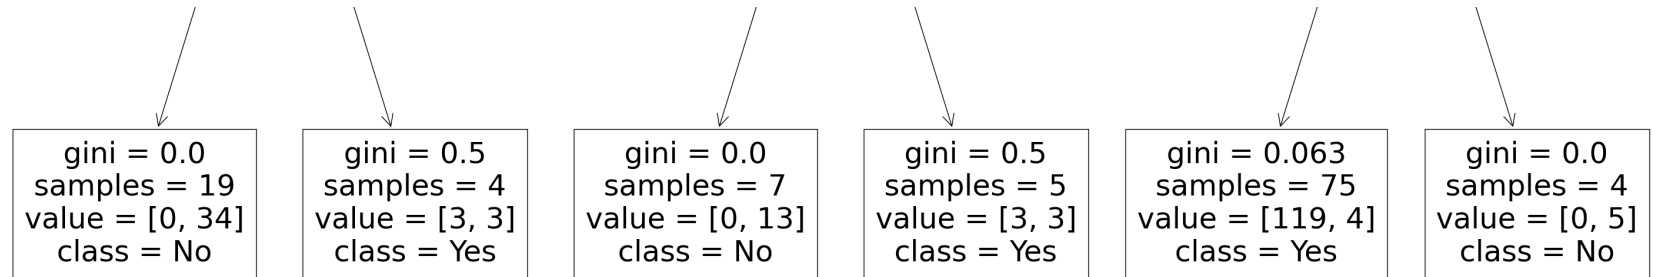 gini = 0.0
samples = 19
value = [0, 34]
class = No
gini = 0.5
samples = 4
value = [3, 3]
class = Yes
gini = 0.0
samples = 7
value = [0, 13]
class = No
gini = 0.5
samples = 5
value = [3, 3]
class = Yes
gini = 0.063
samples = 75
value = [119, 4]
class = Yes
gini = 0.0
samples = 4
value = [0, 5]
class = No